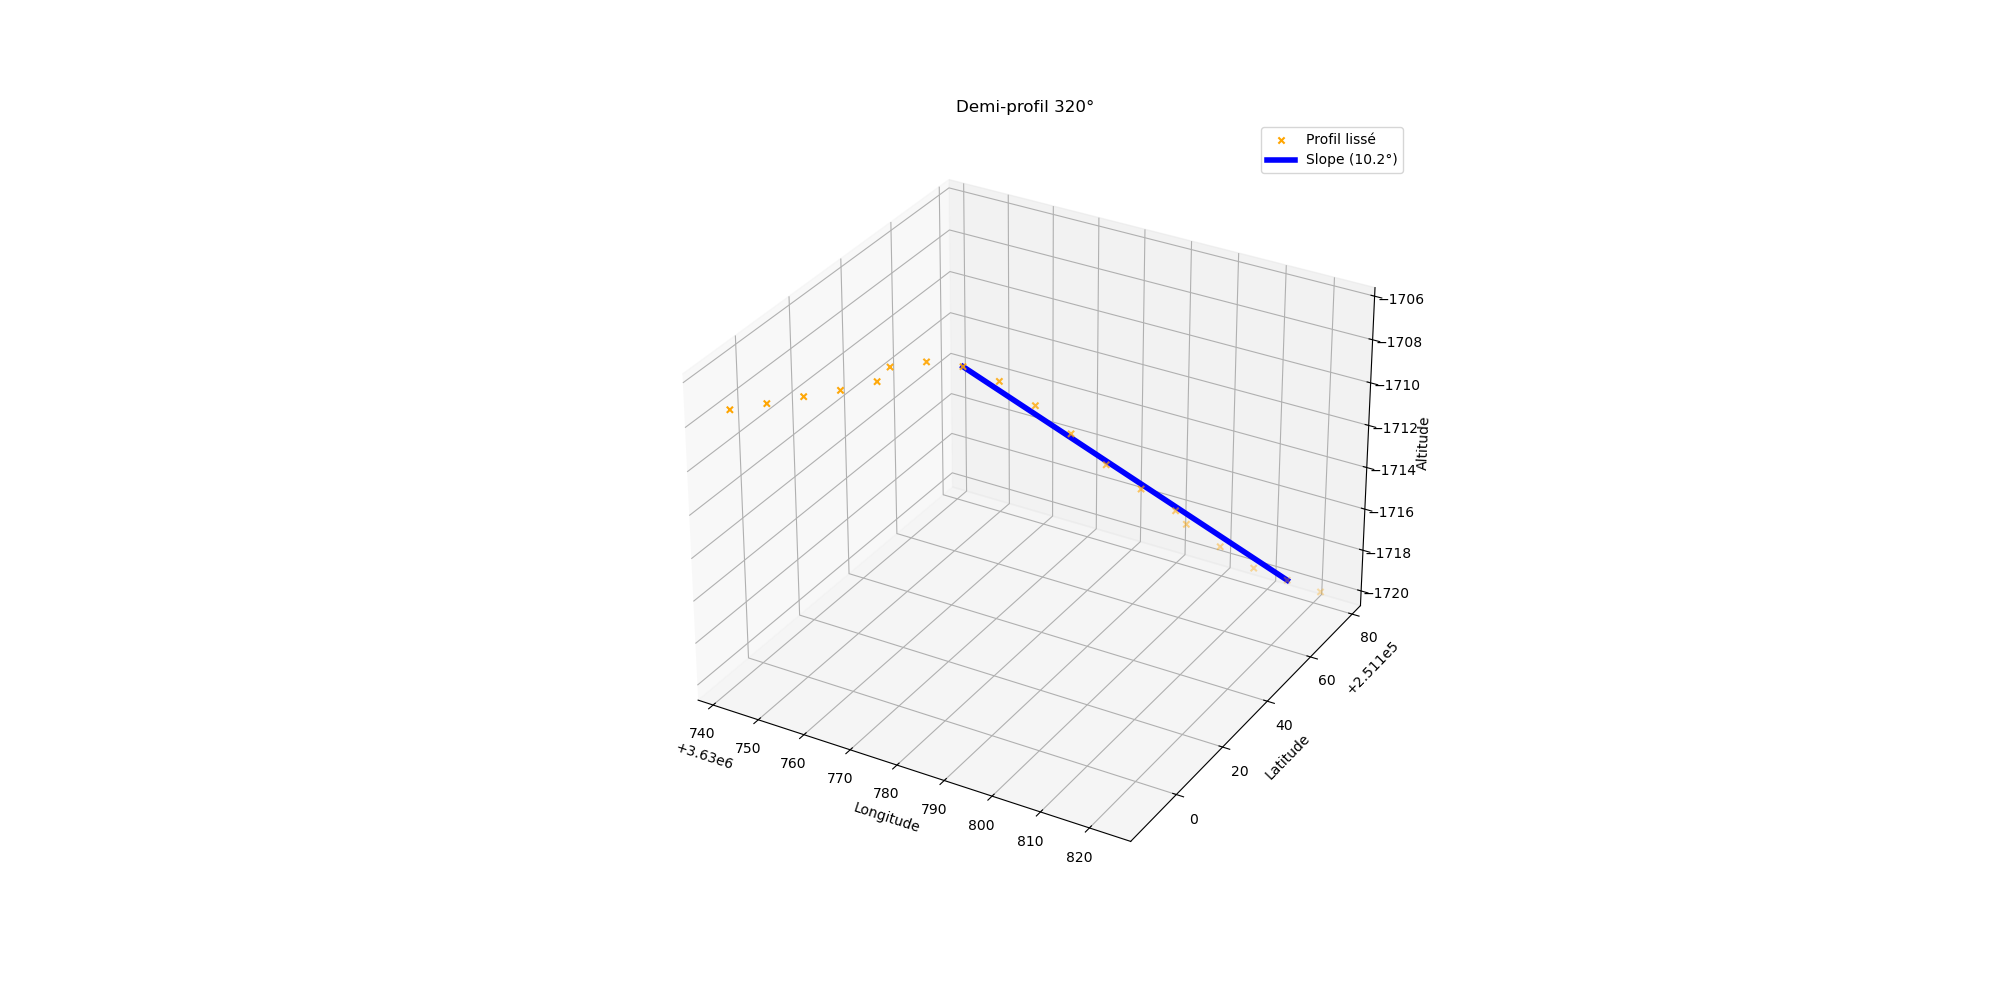 Demi-profil 320°
Profil lissé
Slope (10.2°)
−1706
−1708
−1710
−1712
−1714
−1716
−1718
−1720
Altitude
80
60
40
20
0
+2.511e5
Latitude
740
750
760
770
780
790
800
810
820
+3.63e6
Longitude